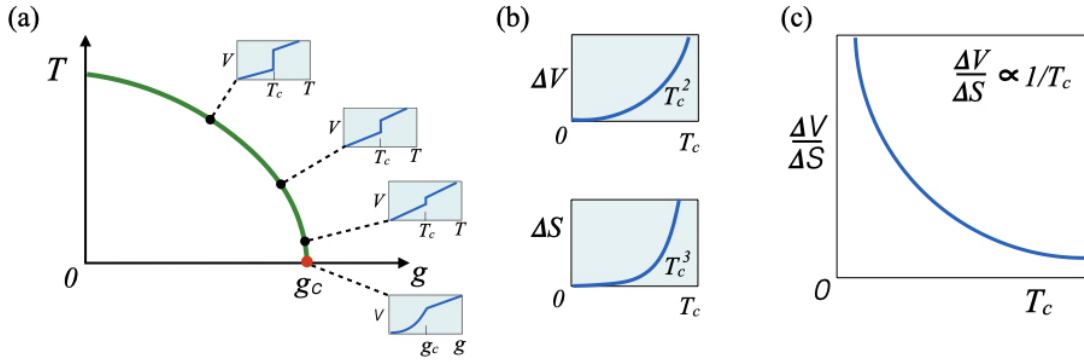 (a)
T
V
T_c T
V
T_c T
V
T_c T
0
g_c g
V
g_c g
(b)
ΔV
T_c^2
0
T_c
ΔS
T_c^3
0
T_c
(c)
ΔV/ΔS ∝ 1/T_c
ΔV/ΔS
0
T_c